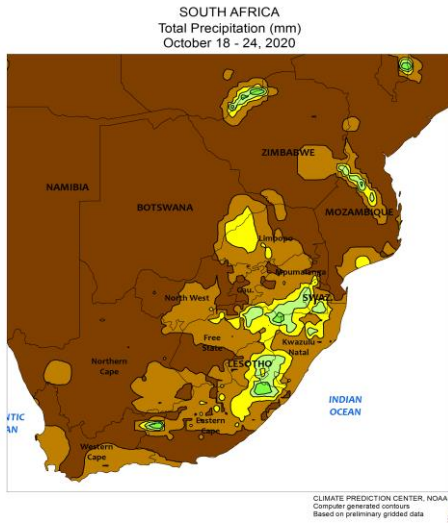 SOUTH AFRICA
Total Precipitation (mm)
October 18 - 24, 2020
ZIMBABWE
NAMIBIA
BOTSWANA
MOZAMBIQUE
Limpopo
Mpumalanga
Gau.
North West
SWAZ.
Free
State
Kwazulu
Natal
Northern
Cape
LESOTHO
INDIAN
OCEAN
NTIC
AN
Eastern
Cape
Western
Cape
CLIMATE PREDICTION CENTER, NOAA
Computer generated contours
Based on preliminary gridded data